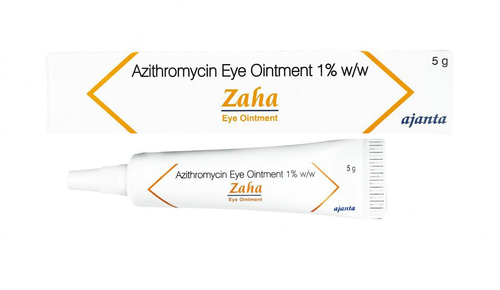 Azithromycin Eye Ointment 1% w/w
5 g
Zaha
Eye Ointment
ajanta
Azithromycin Eye Ointment 1% w/w
5 g
Zaha
Eye Ointment
ajanta